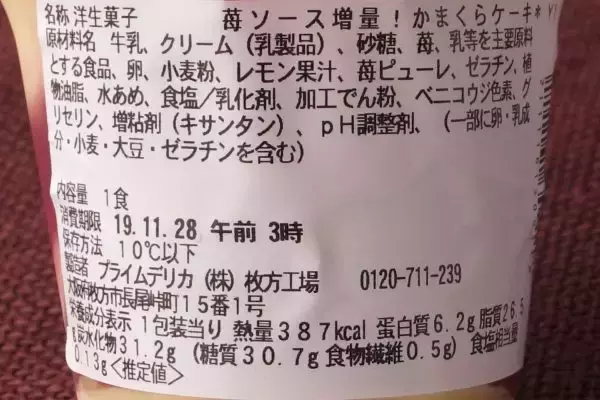 名称 洋生菓子 苺ソース増量!かまくらケーキ*
原材料名 牛乳、クリーム（乳製品）、砂糖、苺、乳等を主要原料
とする食品、卵、小麦粉、レモン果汁、苺ピューレ、ゼラチン、植
物油脂、水あめ、食塩／乳化剤、加工でん粉、ベニコウジ色素、グ
リセリン、増粘剤（キサンタン）、pH調整剤、（一部に卵・乳成
分・小麦・大豆・ゼラチンを含む）
内容量 1食
消費期限 19.11.28 午前 3時
保存方法 10℃以下
製造者 プライムデリカ（株）枚方工場 0120-711-239
大阪府枚方市長尾峠町15番1号
栄養成分表示 1包装当り 熱量387kcal 蛋白質6.2g 脂質26.5
g 炭水化物31.2g（糖質30.7g 食物繊維0.5g）食塩相当量
0.13g<推定値>